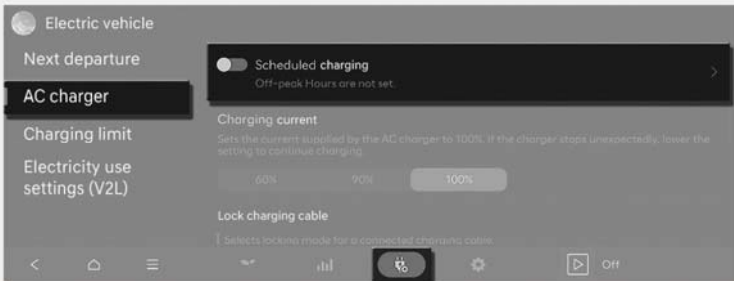 Electric vehicle
Next departure
AC charger
Charging limit
Electricity use
settings (V2L)
Scheduled charging
Off-peak Hours are not set.
Charging current
Sets the current supplied by the AC charger to 100%. If the charger stops unexpectedly, lower the
setting to continue charging.
60% 90% 100%
Lock charging cable
Selects locking mode for a connected charging cable.
Off